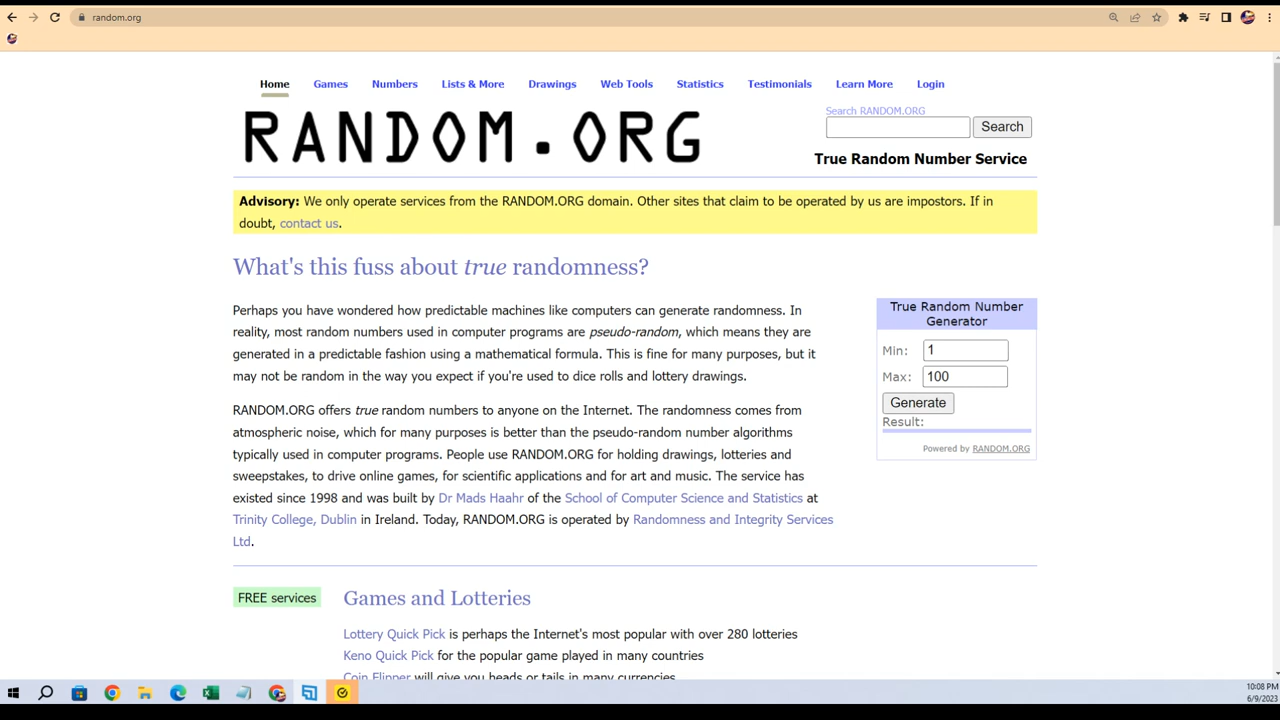 random.org
Home Games Numbers Lists & More Drawings Web Tools Statistics Testimonials Learn More Login
RANDOM.ORG
Search RANDOM.ORG
Search
True Random Number Service
Advisory: We only operate services from the RANDOM.ORG domain. Other sites that claim to be operated by us are impostors. If in
doubt, contact us.
What's this fuss about true randomness?
Perhaps you have wondered how predictable machines like computers can generate randomness. In
reality, most random numbers used in computer programs are pseudo-random, which means they are
generated in a predictable fashion using a mathematical formula. This is fine for many purposes, but it
may not be random in the way you expect if you're used to dice rolls and lottery drawings.
RANDOM.ORG offers true random numbers to anyone on the Internet. The randomness comes from
atmospheric noise, which for many purposes is better than the pseudo-random number algorithms
typically used in computer programs. People use RANDOM.ORG for holding drawings, lotteries and
sweepstakes, to drive online games, for scientific applications and for art and music. The service has
existed since 1998 and was built by Dr Mads Haahr of the School of Computer Science and Statistics at
Trinity College, Dublin in Ireland. Today, RANDOM.ORG is operated by Randomness and Integrity Services
Ltd.
True Random Number
Generator
Min: 1
Max: 100
Generate
Result:
Powered by RANDOM.ORG
FREE services
Games and Lotteries
Lottery Quick Pick is perhaps the Internet's most popular with over 280 lotteries
Keno Quick Pick for the popular game played in many countries
Coin Flipper will give you heads or tails in many currencies
10:08 PM
6/9/2023